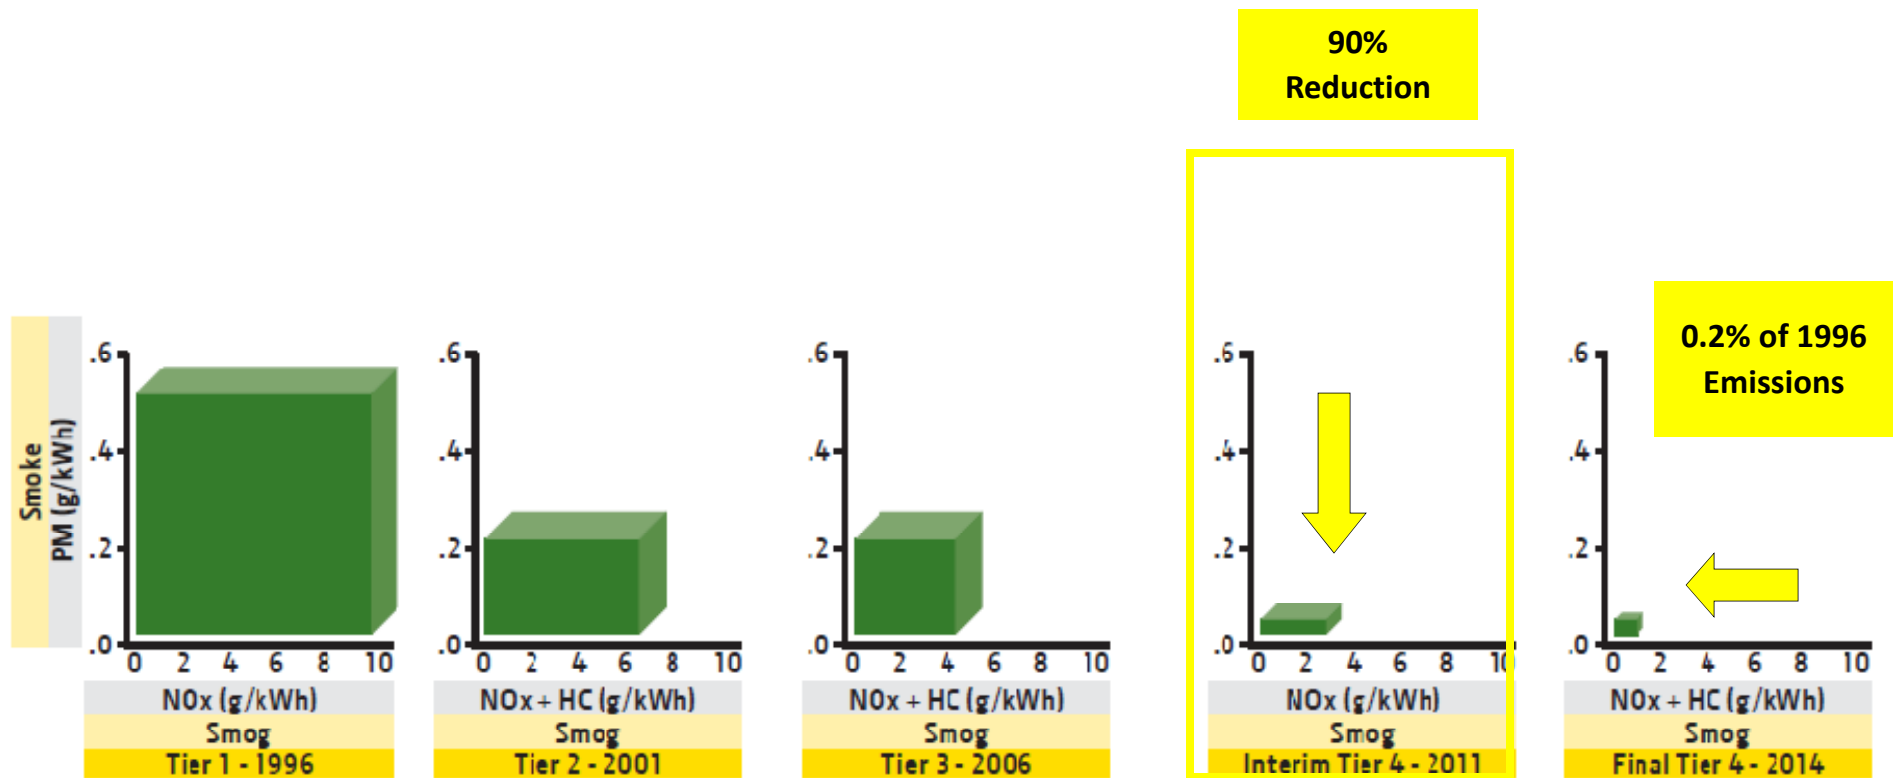 90%
Reduction
0.2% of 1996
Emissions
Smoke
PM (g/kWh)
.6
.4
.2
.0
0 2 4 6 8 10
NOx (g/kWh)
Smog
Tier 1 - 1996
.6
.4
.2
.0
0 2 4 6 8 10
NOx + HC (g/kWh)
Smog
Tier 2 - 2001
.6
.4
.2
.0
0 2 4 6 8 10
NOx + HC (g/kWh)
Smog
Tier 3 - 2006
.6
.4
.2
.0
0 2 4 6 8 10
NOx (g/kWh)
Smog
Interim Tier 4 - 2011
.6
.4
.2
.0
0 2 4 6 8 10
NOx + HC (g/kWh)
Smog
Final Tier 4 - 2014